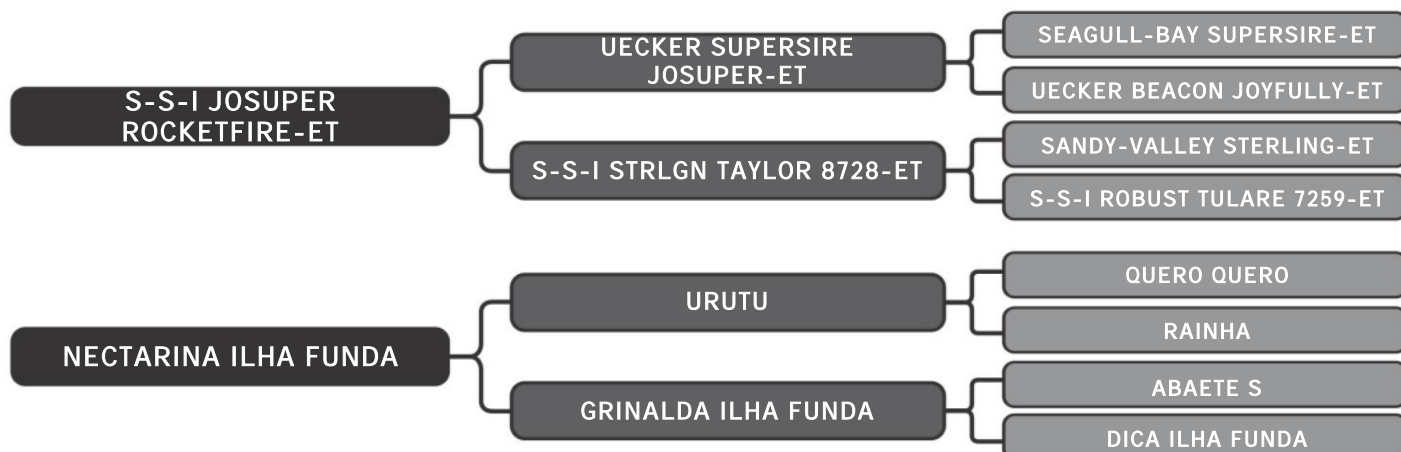 S-S-I JOSUPER
ROCKETFIRE-ET
UECKER SUPERSIRE
JOSUPER-ET
SEAGULL-BAY SUPERSIRE-ET
UECKER BEACON JOYFULLY-ET
S-S-I STRLGN TAYLOR 8728-ET
SANDY-VALLEY STERLING-ET
S-S-I ROBUST TULARE 7259-ET
NECTARINA ILHA FUNDA
URUTU
QUERO QUERO
RAINHA
GRINALDA ILHA FUNDA
ABAETE S
DICA ILHA FUNDA